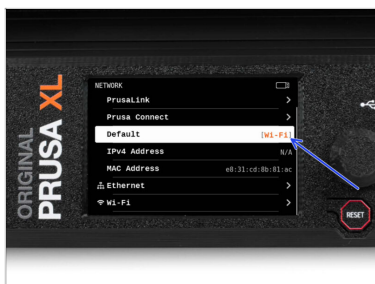 ORIGINAL
PRUSA XL
NETWORK
PrusaLink
Prusa Connect
Default [Wi-Fi]
IPv4 Address N/A
MAC Address e8:31:cd:8b:81:ac
Ethernet
Wi-Fi
RESET